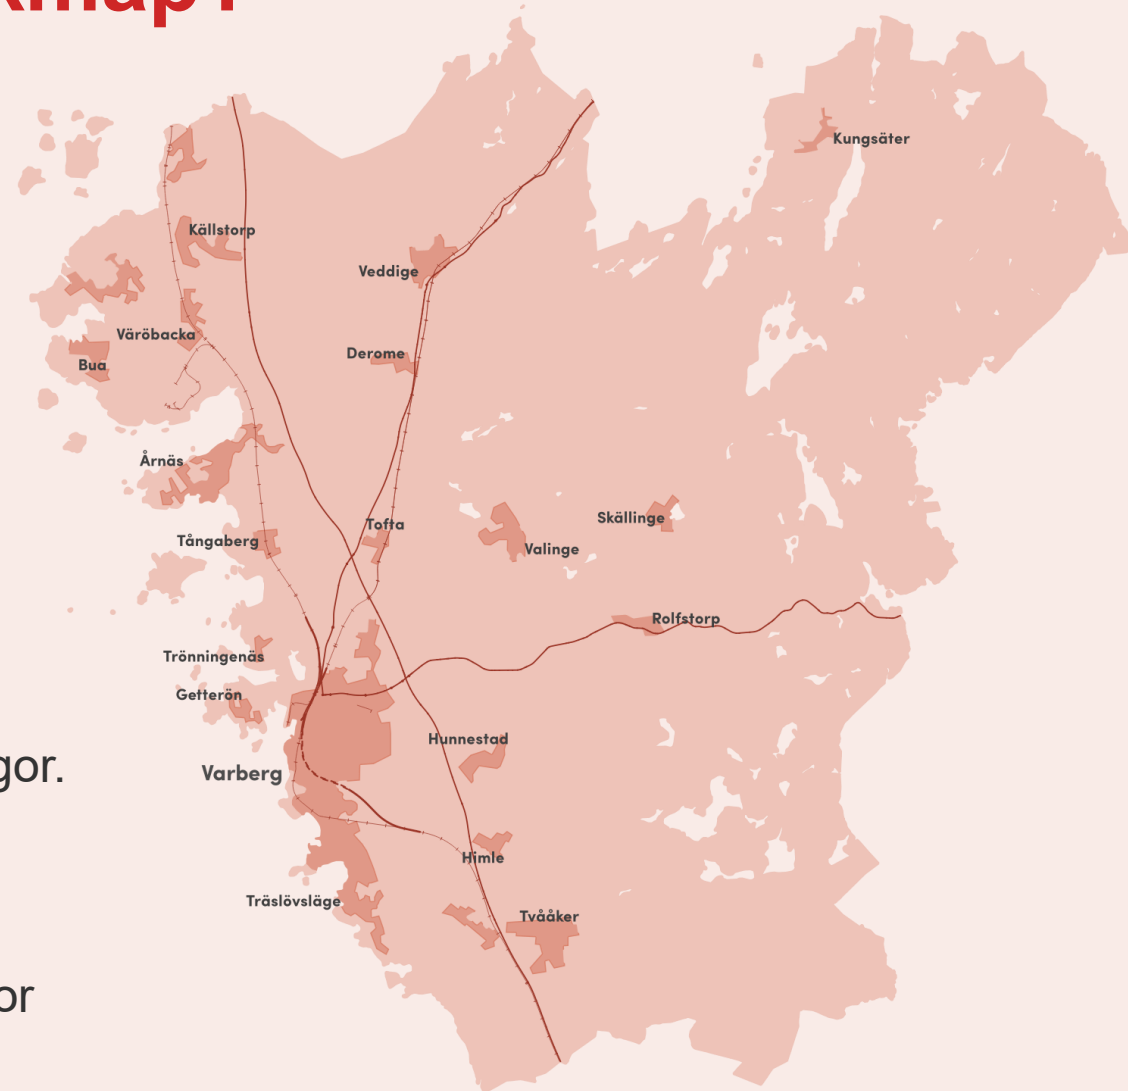 Kungsäter
Källstorp
Veddige
Väröbacka
Derome
Bua
Årnäs
Skällinge
Tofta
Tångaberg
Valinge
Rolfstorp
Trönningenäs
Getterön
Hunnestad
gor.
Varberg
Himle
Träslövsläge
Tvååker
or